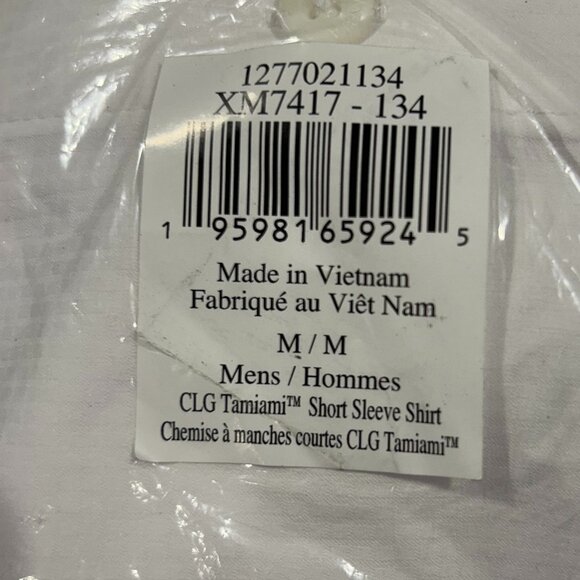 1277021134
XM7417 - 134
1 95981 65924 5
Made in Vietnam
Fabriqué au Viêt Nam
M / M
Mens / Hommes
CLG Tamiami™ Short Sleeve Shirt
Chemise à manches courtes CLG Tamiami™